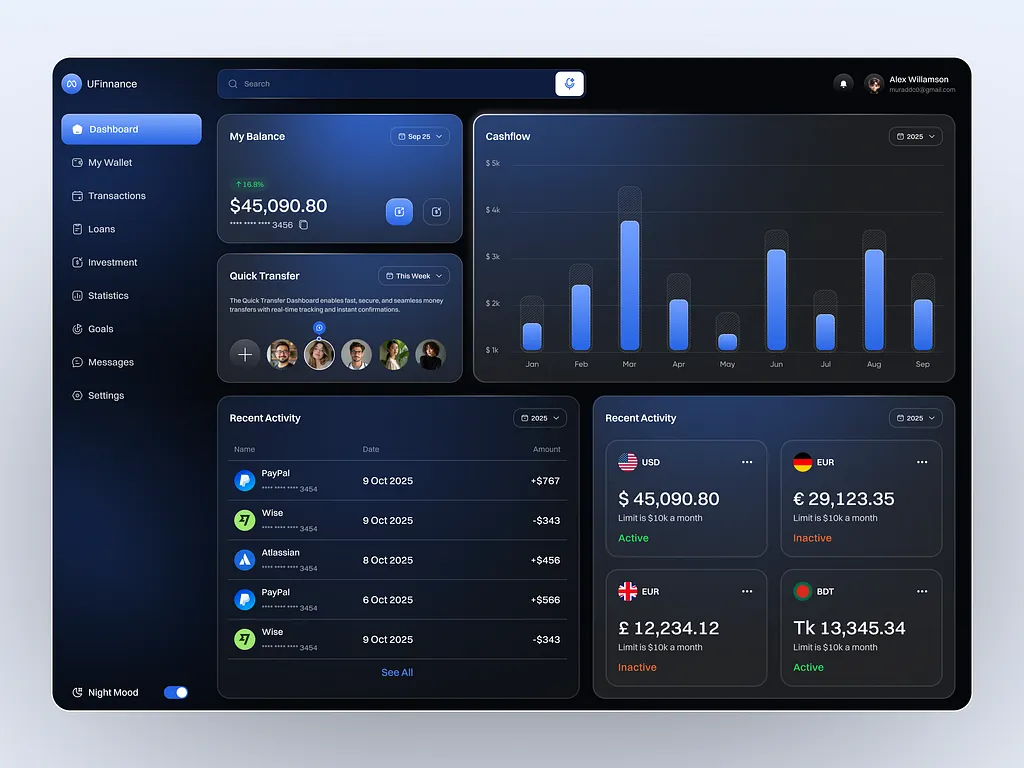 UFinnance
Search
Alex Willamson
muraddcb@gmail.com
Dashboard
My Wallet
Transactions
Loans
Investment
Statistics
Goals
Messages
Settings
Night Mood
My Balance
Sep 25
↑ 16.8%
$45,090.80
**** **** **** 3456
Quick Transfer
This Week
The Quick Transfer Dashboard enables fast, secure, and seamless money
transfers with real-time tracking and instant confirmations.
Cashflow
2025
$ 5k
$ 4k
$ 3k
$ 2k
$ 1k
Jan Feb Mar Apr May Jun Jul Aug Sep
Recent Activity
2025
Name Date Amount
PayPal
**** **** **** 3454
9 Oct 2025
+$767
Wise
**** **** **** 3454
9 Oct 2025
-$343
Atlassian
**** **** **** 3454
8 Oct 2025
+$456
PayPal
**** **** **** 3454
6 Oct 2025
+$566
Wise
**** **** **** 3454
9 Oct 2025
-$343
See All
Recent Activity
2025
USD
$ 45,090.80
Limit is $10k a month
Active
EUR
€ 29,123.35
Limit is $10k a month
Inactive
EUR
£ 12,234.12
Limit is $10k a month
Inactive
BDT
Tk 13,345.34
Limit is $10k a month
Active